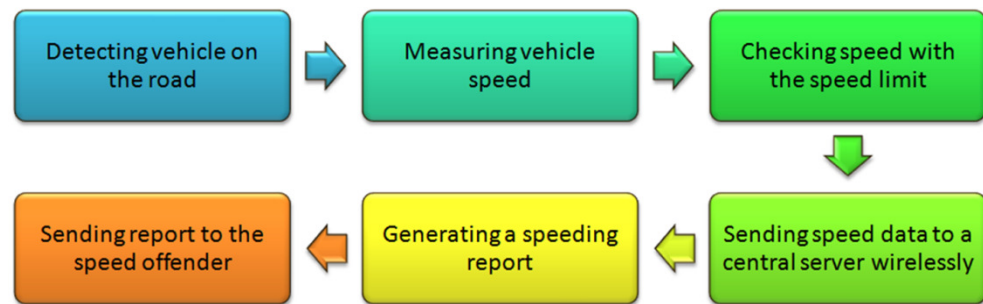 Detecting vehicle on
the road
Measuring vehicle
speed
Checking speed with
the speed limit
Sending speed data to a
central server wirelessly
Generating a speeding
report
Sending report to the
speed offender